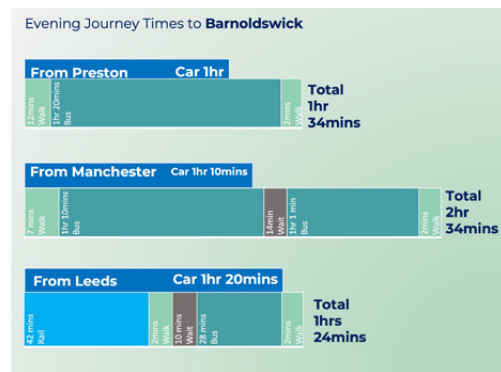 Evening Journey Times to Barnoldswick
From Preston Car 1hr
12mins
Walk
1hr 20mins
Bus
2mins
Walk
Total
1hr
34mins
From Manchester Car 1hr 10mins
7 mins
Walk
1hr 10mins
Bus
14min
Wait
1hr 1 min
Bus
2mins
Walk
Total
2hr
34mins
From Leeds Car 1hr 20mins
42 mins
Rail
2mins
Walk
10 mins
Wait
28 mins
Bus
2mins
Walk
Total
1hrs
24mins